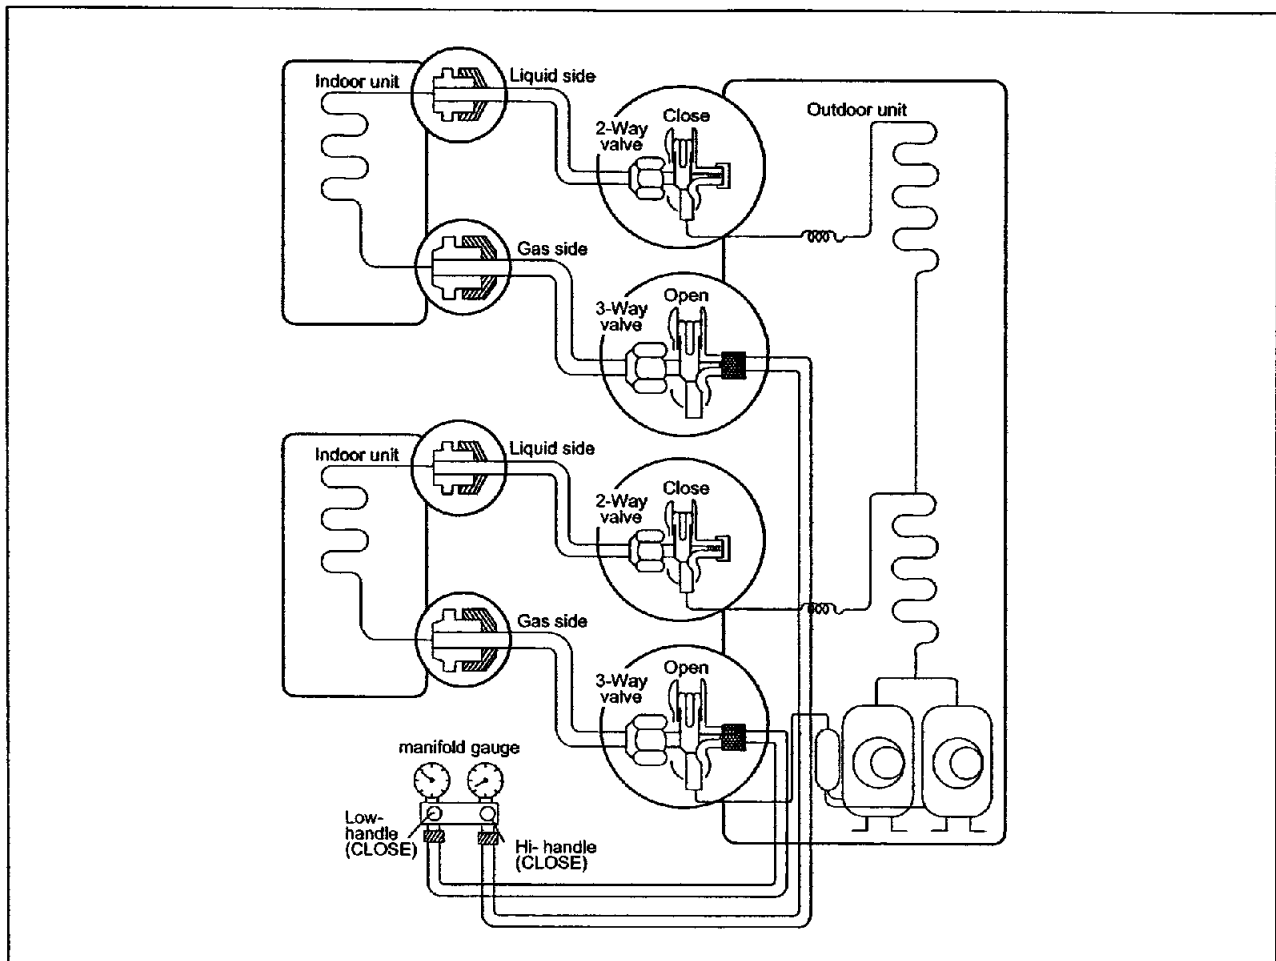 Indoor unit
Liquid side
2-Way
valve
Close
Outdoor unit
Gas side
3-Way
valve
Open
Indoor unit
Liquid side
2-Way
valve
Close
Gas side
3-Way
valve
Open
manifold gauge
Low-
handle
(CLOSE)
Hi- handle
(CLOSE)